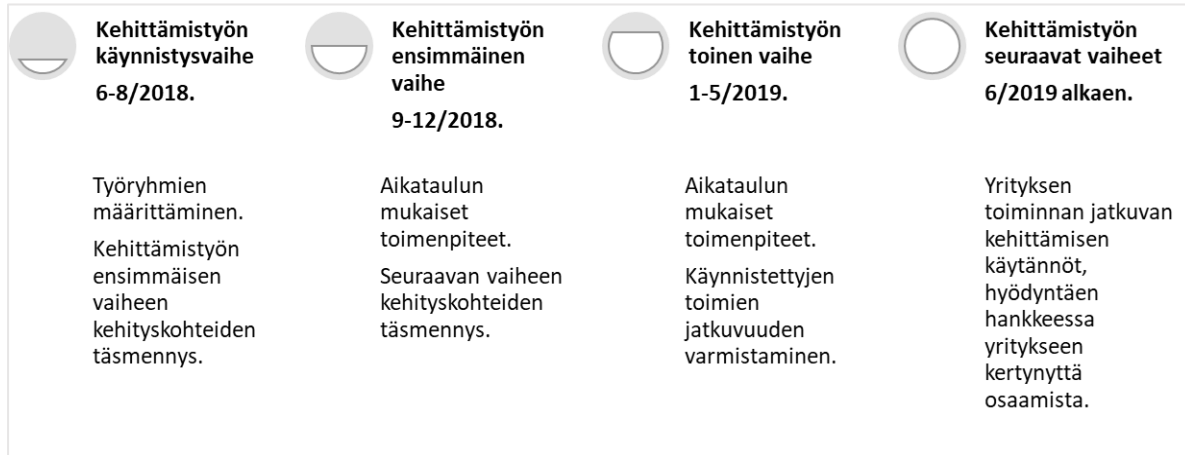 Kehittämistyön
käynnistysvaihe
6-8/2018.
Työryhmien
määrittäminen.
Kehittämistyön
ensimmäisen
vaiheen
kehityskohteiden
täsmennys.
Kehittämistyön
ensimmäinen
vaihe
9-12/2018.
Aikataulun
mukaiset
toimenpiteet.
Seuraavan vaiheen
kehityskohteiden
täsmennys.
Kehittämistyön
toinen vaihe
1-5/2019.
Aikataulun
mukaiset
toimenpiteet.
Käynnistettyjen
toimien
jatkuvuuden
varmistaminen.
Kehittämistyön
seuraavat vaiheet
6/2019 alkaen.
Yrityksen
toiminnan jatkuvan
kehittämisen
käytännöt,
hyödyntäen
hankkeessa
yritykseen
kertynyttä
osaamista.